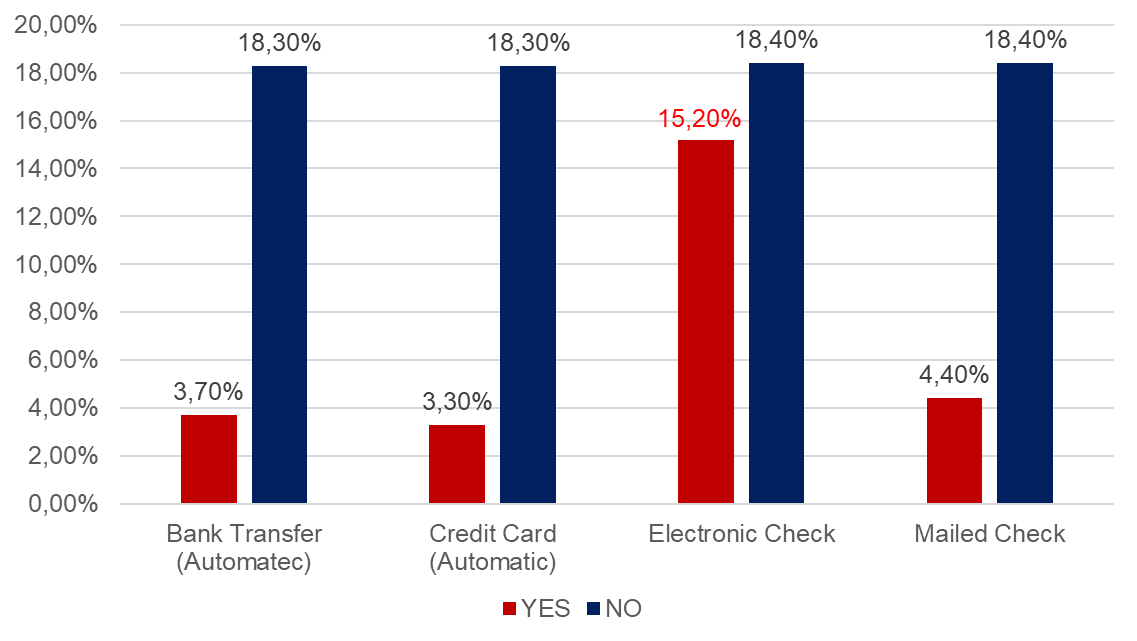 20,00%
18,00%
16,00%
14,00%
12,00%
10,00%
8,00%
6,00%
4,00%
2,00%
0,00%
3,70%
18,30%
3,30%
18,30%
15,20%
18,40%
4,40%
18,40%
Bank Transfer
(Automatec)
Credit Card
(Automatic)
Electronic Check
Mailed Check
YES
NO